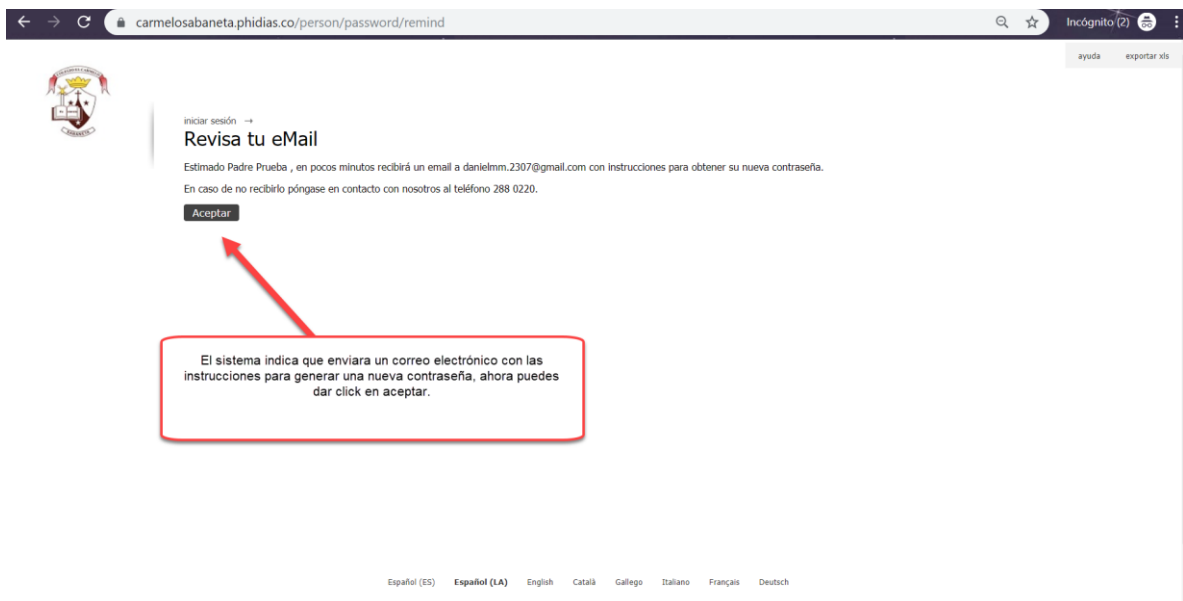 carmelosabaneta.phidias.co/person/password/remind
Incógnito (2)
ayuda exportar xls
SABANETA
iniciar sesión →
Revisa tu eMail
Estimado Padre Prueba , en pocos minutos recibirá un email a danielmm.2307@gmail.com con instrucciones para obtener su nueva contraseña.
En caso de no recibirlo póngase en contacto con nosotros al teléfono 288 0220.
Aceptar
El sistema indica que enviara un correo electrónico con las
instrucciones para generar una nueva contraseña, ahora puedes
dar click en aceptar.
Español (ES) Español (LA) English Català Gallego Italiano Français Deutsch